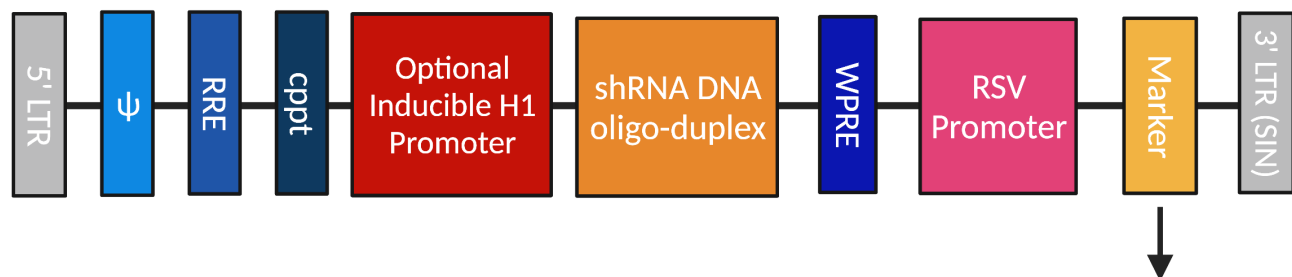 5' LTR
ψ
RRE
cppt
Optional
Inducible H1
Promoter
shRNA DNA
oligo-duplex
WPRE
RSV
Promoter
Marker
3' LTR (SIN)